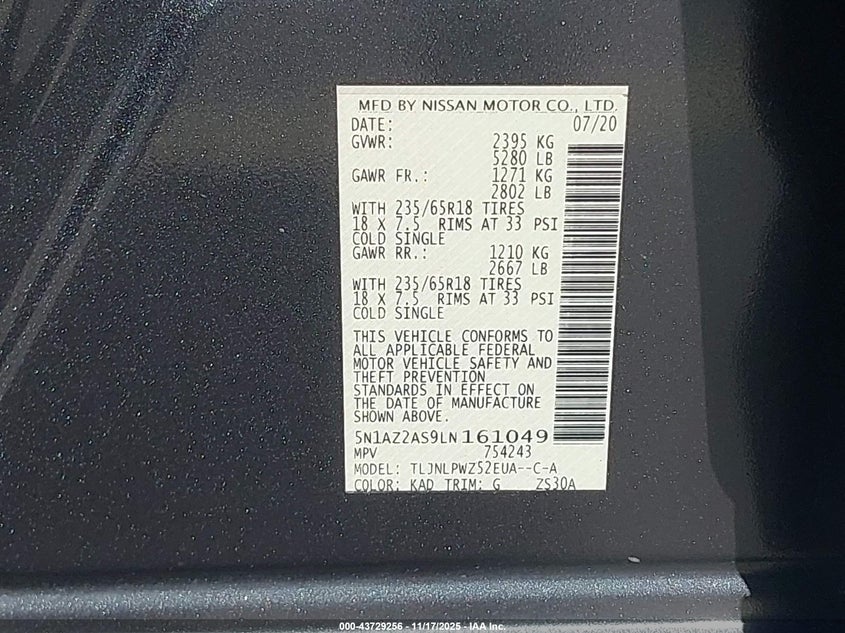 MFD BY NISSAN MOTOR CO., LTD.
DATE: 07/20
GVWR: 2395 KG
5280 LB
GAWR FR.: 1271 KG
2802 LB
WITH 235/65R18 TIRES
18 X 7.5 RIMS AT 33 PSI
COLD SINGLE
GAWR RR.: 1210 KG
2667 LB
WITH 235/65R18 TIRES
18 X 7.5 RIMS AT 33 PSI
COLD SINGLE
THIS VEHICLE CONFORMS TO
ALL APPLICABLE FEDERAL
MOTOR VEHICLE SAFETY AND
THEFT PREVENTION
STANDARDS IN EFFECT ON
THE DATE OF MANUFACTURE
SHOWN ABOVE.
5N1AZ2AS9LN161049
MPV 754243
MODEL: TLJNLPWZ52EUA--C-A
COLOR: KAD TRIM: G ZS30A
000-43729256 - 11/17/2025 - IAA Inc.